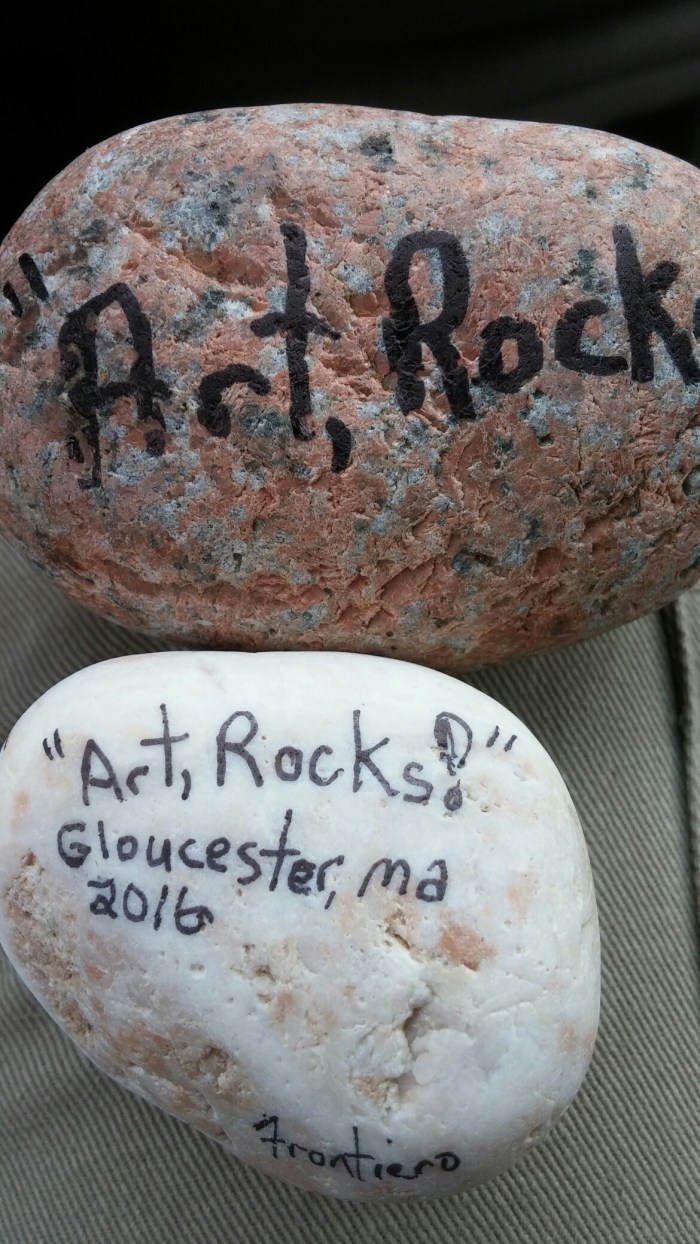 "Art, Rock
"Art, Rocks!"
Gloucester, ma
2016
Frontiero